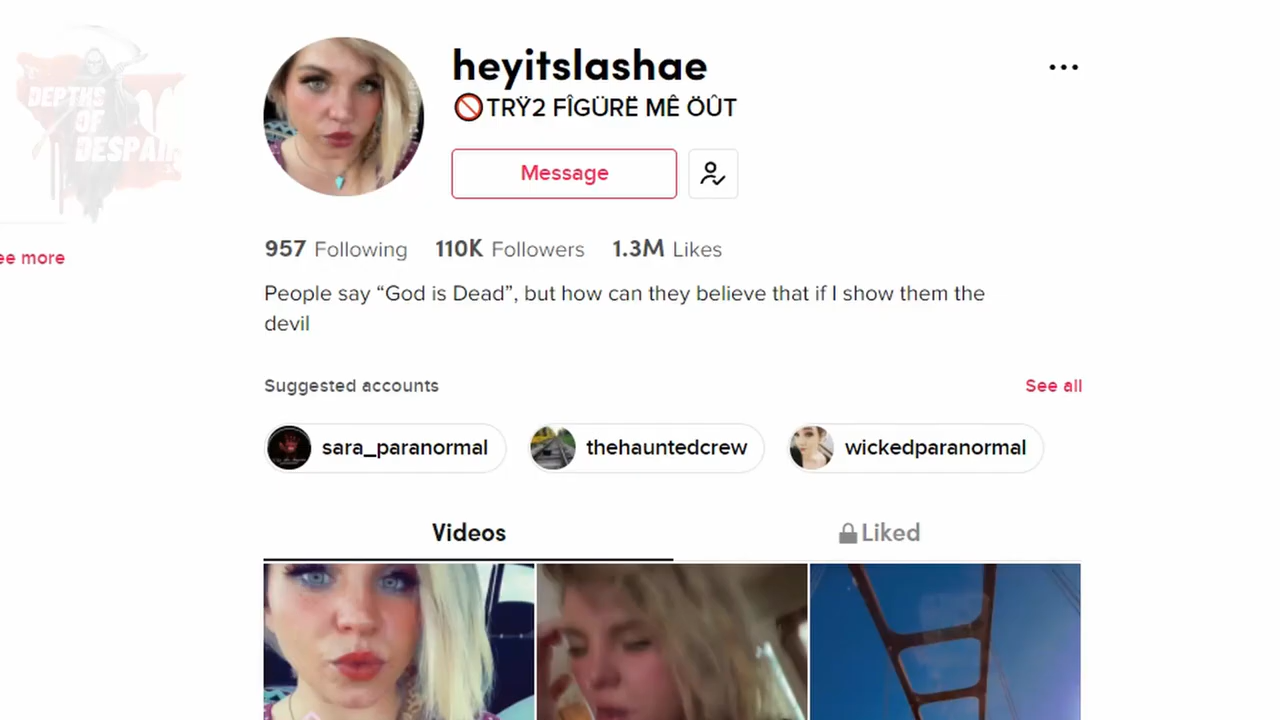 DEPTHS
OF
DESPAIR
heyitslashae
🚫TRŸ2 FÎGÜRË MÊ ÖÛT
Message
957 Following 110K Followers 1.3M Likes
ee more
People say “God is Dead”, but how can they believe that if I show them the
devil
Suggested accounts See all
sara_paranormal thehauntedcrew wickedparanormal
Videos Liked